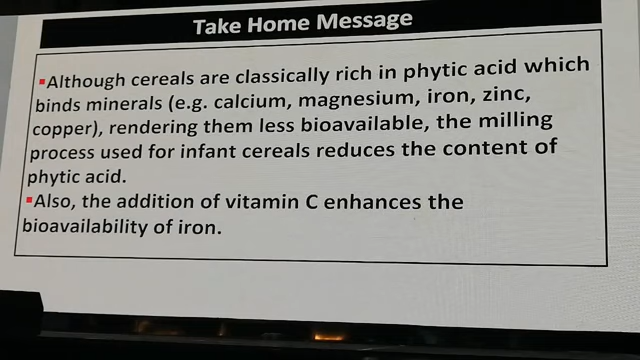 Take Home Message
▪Although cereals are classically rich in phytic acid which
binds minerals (e.g. calcium, magnesium, iron, zinc,
copper), rendering them less bioavailable, the milling
process used for infant cereals reduces the content of
phytic acid.
▪Also, the addition of vitamin C enhances the
bioavailability of iron.